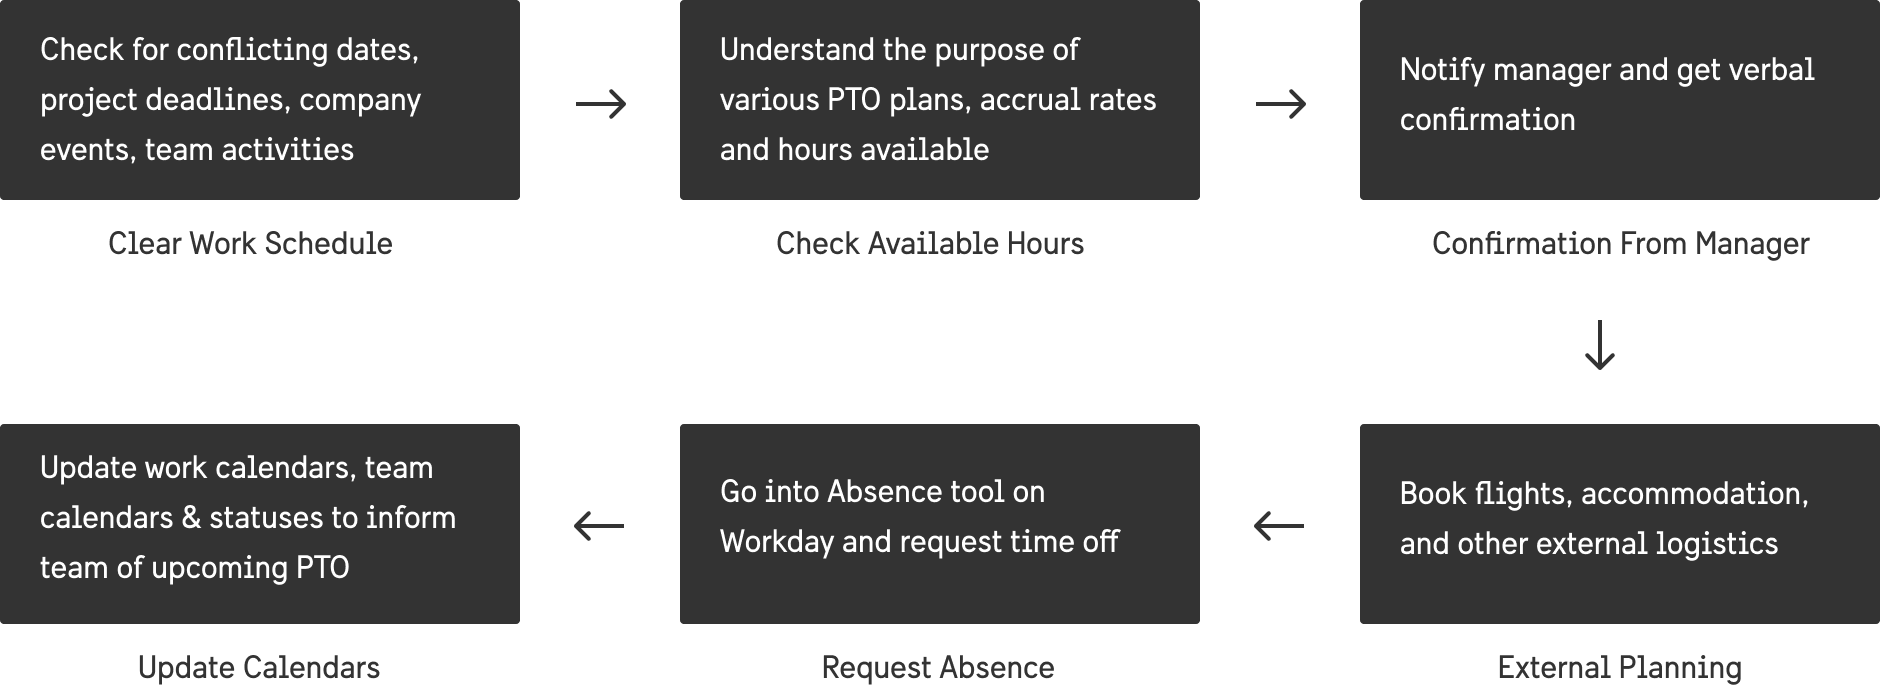 Check for conflicting dates,
project deadlines, company
events, team activities
Clear Work Schedule
Understand the purpose of
various PTO plans, accrual rates
and hours available
Check Available Hours
Notify manager and get verbal
confirmation
Confirmation From Manager
Book flights, accommodation,
and other external logistics
External Planning
Go into Absence tool on
Workday and request time off
Request Absence
Update work calendars, team
calendars & statuses to inform
team of upcoming PTO
Update Calendars